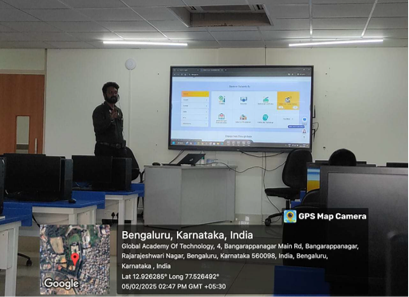 GPS Map Camera
Bengaluru, Karnataka, India
Global Academy Of Technology, 4, Bangarappanagar Main Rd, Bangarappanagar,
Rajarajeshwari Nagar, Bengaluru, Karnataka 560098, India, Bengaluru,
Karnataka , India
Lat 12.926285° Long 77.526492°
05/02/2025 02:47 PM GMT +05:30
Google